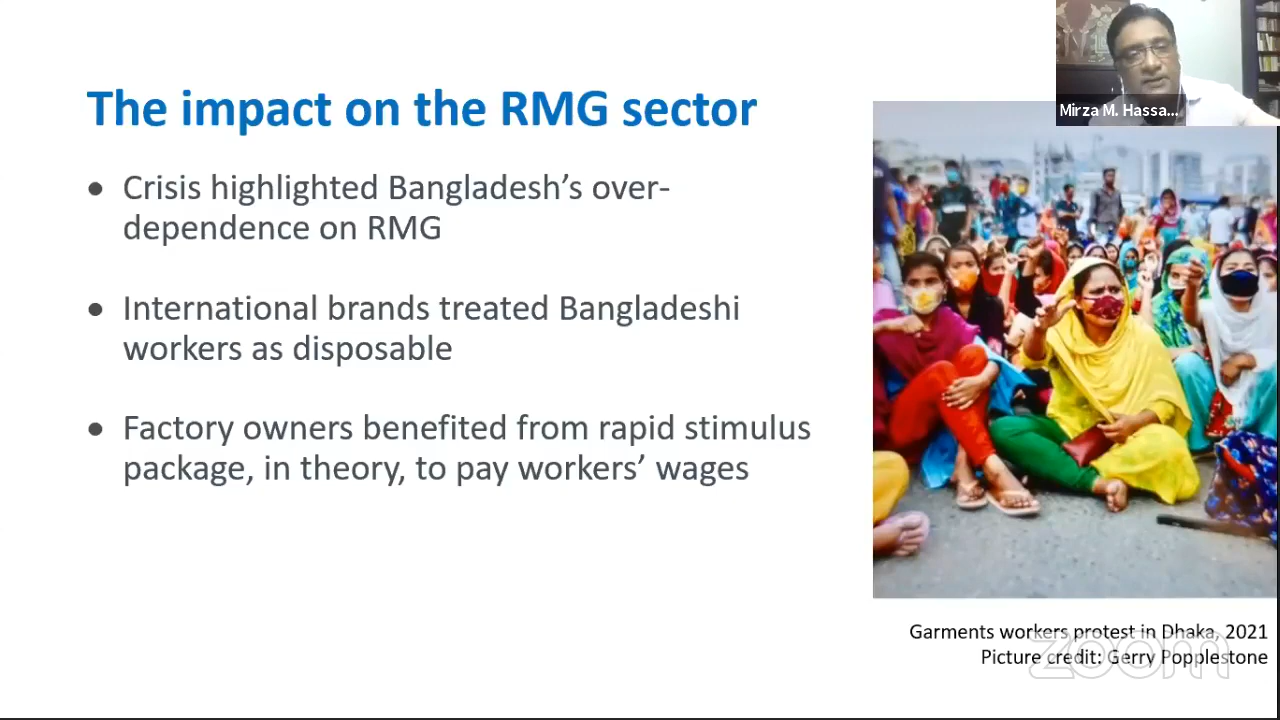 Mirza M. Hassa...
The impact on the RMG sector
• Crisis highlighted Bangladesh’s over-
dependence on RMG
• International brands treated Bangladeshi
workers as disposable
• Factory owners benefited from rapid stimulus
package, in theory, to pay workers’ wages
Garments workers protest in Dhaka, 2021
Picture credit: Gerry Popplestone
zoom